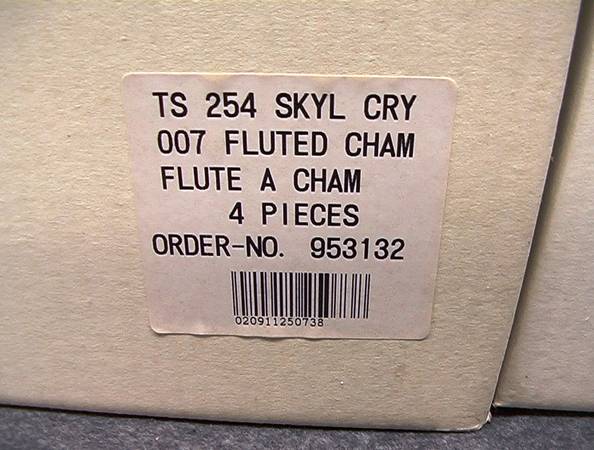 TS 254 SKYL CRY
007 FLUTED CHAM
FLUTE A CHAM
4 PIECES
ORDER-NO. 953132
020911250738